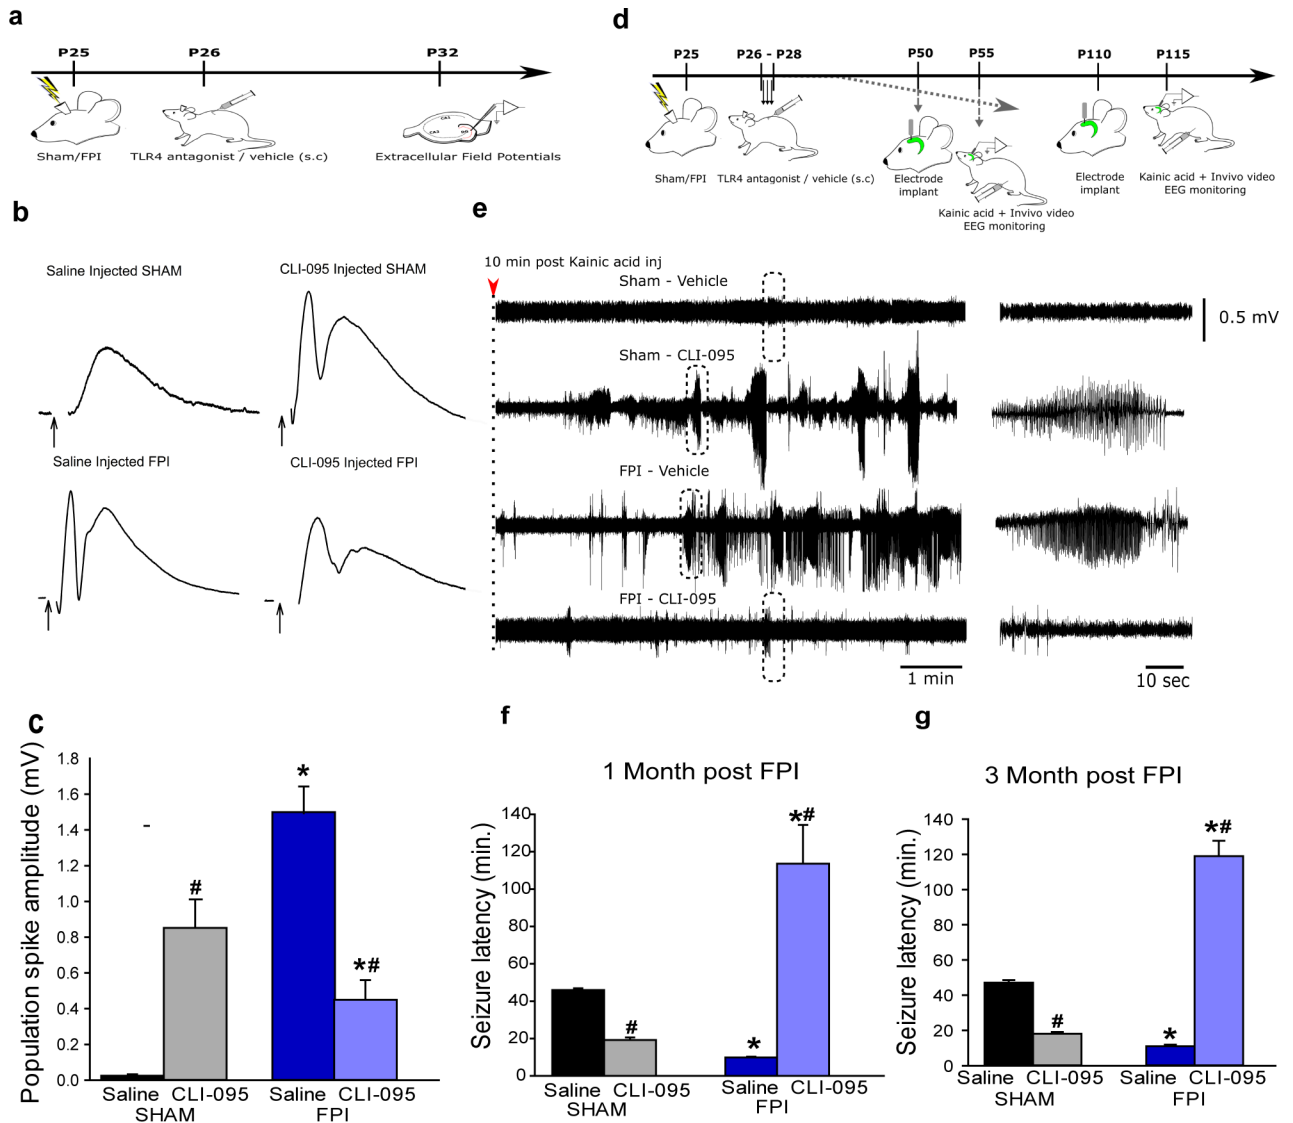 a
P25
P26
P32
Sham/FPI
TLR4 antagonist / vehicle (s.c)
CA1
CA3
DG
Extracellular Field Potentials
d
P25
P26 - P28
P50
P55
P110
P115
Sham/FPI
TLR4 antagonist / vehicle (s.c)
Electrode
implant
Kainic acid + Invivo video
EEG monitoring
Electrode
implant
Kainic acid + Invivo video
EEG monitoring
b
Saline Injected SHAM
CLI-095 Injected SHAM
Saline Injected FPI
CLI-095 Injected FPI
e
10 min post Kainic acid inj
Sham - Vehicle
0.5 mV
Sham - CLI-095
FPI - Vehicle
FPI - CLI-095
1 min
10 sec
c
Population spike amplitude (mV)
1.8
1.6
1.4
1.2
1.0
0.8
0.6
0.4
0.2
0.0
#
*
*#
Saline CLI-095
SHAM
Saline CLI-095
FPI
f
1 Month post FPI
Seizure latency (min.)
140
120
100
80
60
40
20
0
#
*
*#
Saline CLI-095
SHAM
Saline CLI-095
FPI
g
3 Month post FPI
Seizure latency (min.)
140
120
100
80
60
40
20
0
#
*
*#
Saline CLI-095
SHAM
Saline CLI-095
FPI